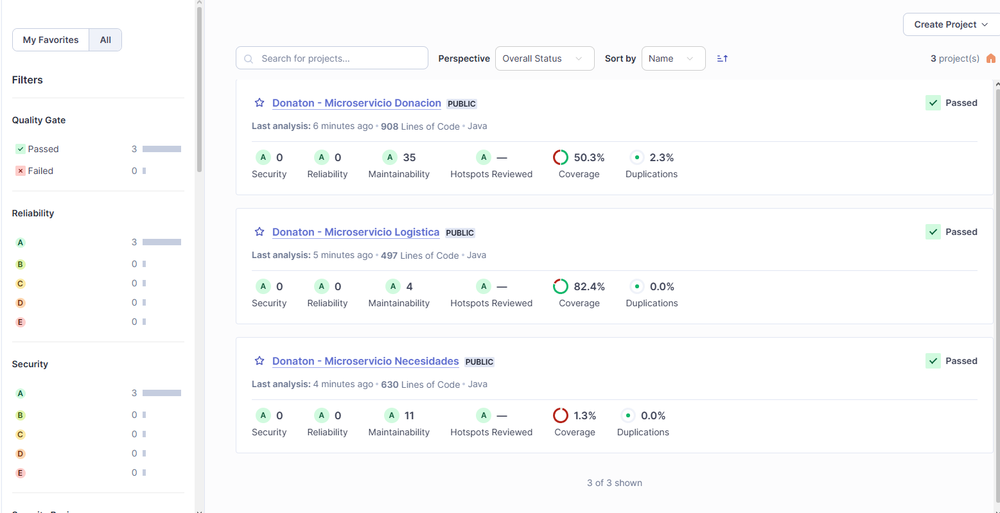 My Favorites All
Create Project
Search for projects... Perspective Overall Status Sort by Name 3 project(s)
Filters
Quality Gate
Passed 3
Failed 0
Reliability
A 3
B 0
C 0
D 0
E 0
Security
A 3
B 0
C 0
D 0
E 0
Donaton - Microservicio Donacion PUBLIC Passed
Last analysis: 6 minutes ago • 908 Lines of Code • Java
A 0 A 0 A 35 A — 50.3% 2.3%
Security Reliability Maintainability Hotspots Reviewed Coverage Duplications
Donaton - Microservicio Logistica PUBLIC Passed
Last analysis: 5 minutes ago • 497 Lines of Code • Java
A 0 A 0 A 4 A — 82.4% 0.0%
Security Reliability Maintainability Hotspots Reviewed Coverage Duplications
Donaton - Microservicio Necesidades PUBLIC Passed
Last analysis: 4 minutes ago • 630 Lines of Code • Java
A 0 A 0 A 11 A — 1.3% 0.0%
Security Reliability Maintainability Hotspots Reviewed Coverage Duplications
3 of 3 shown